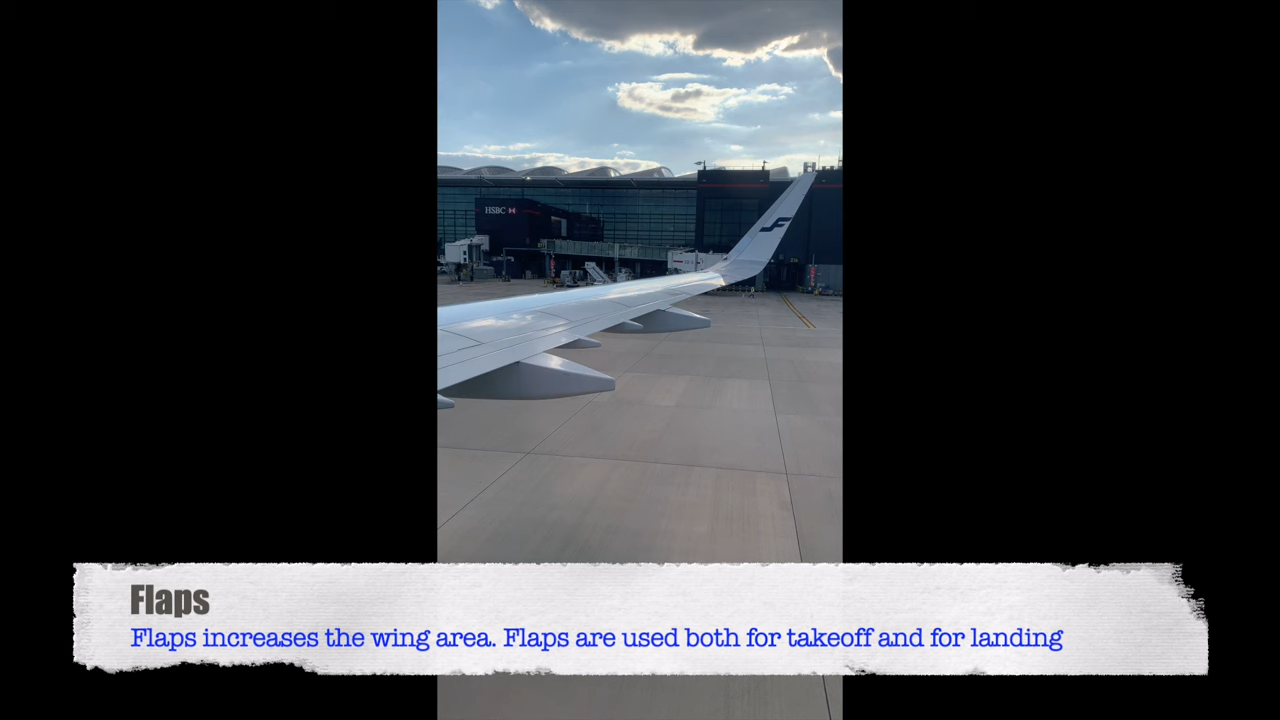 HSBC
Flaps
Flaps increases the wing area. Flaps are used both for takeoff and for landing